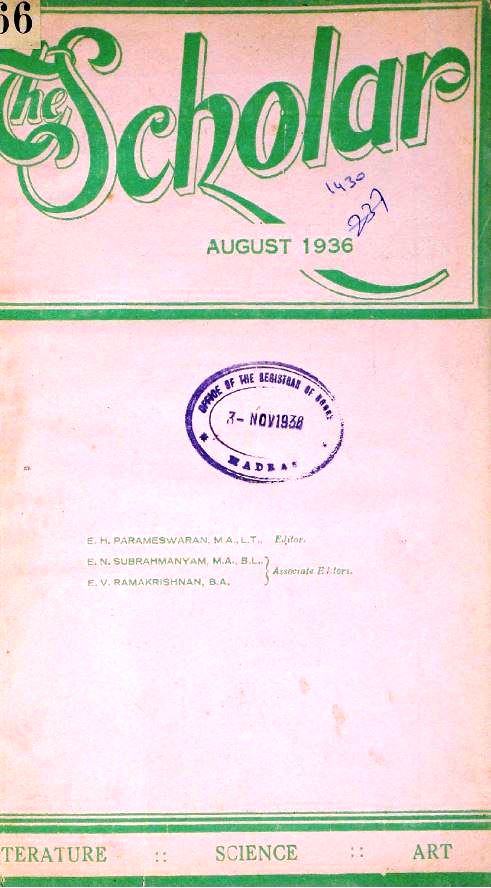 66
The Scholar
1430
237
AUGUST 1936
OFFICE OF THE REGISTRAR OF BOOKS
3- NOV 1936
MADRAS
E. H. PARAMESWARAN, M.A., L.T., Editor.
E. N. SUBRAHMANYAM, M.A., B.L.,
E. V. RAMAKRISHNAN, B.A.
} Associate Editors.
TERATURE :: SCIENCE :: ART